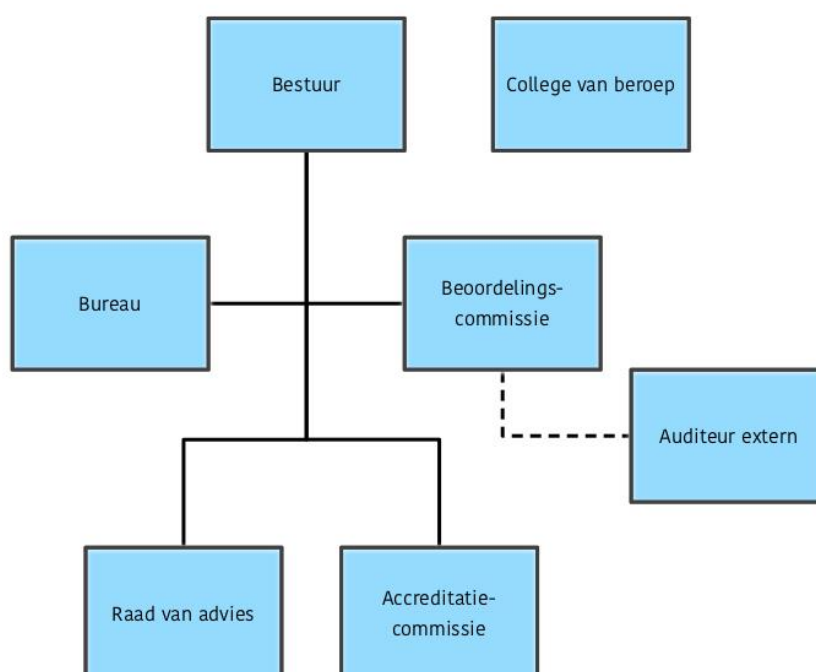 Bestuur
College van beroep
Bureau
Beoordelings-
commissie
Auditeur extern
Raad van advies
Accreditatie-
commissie